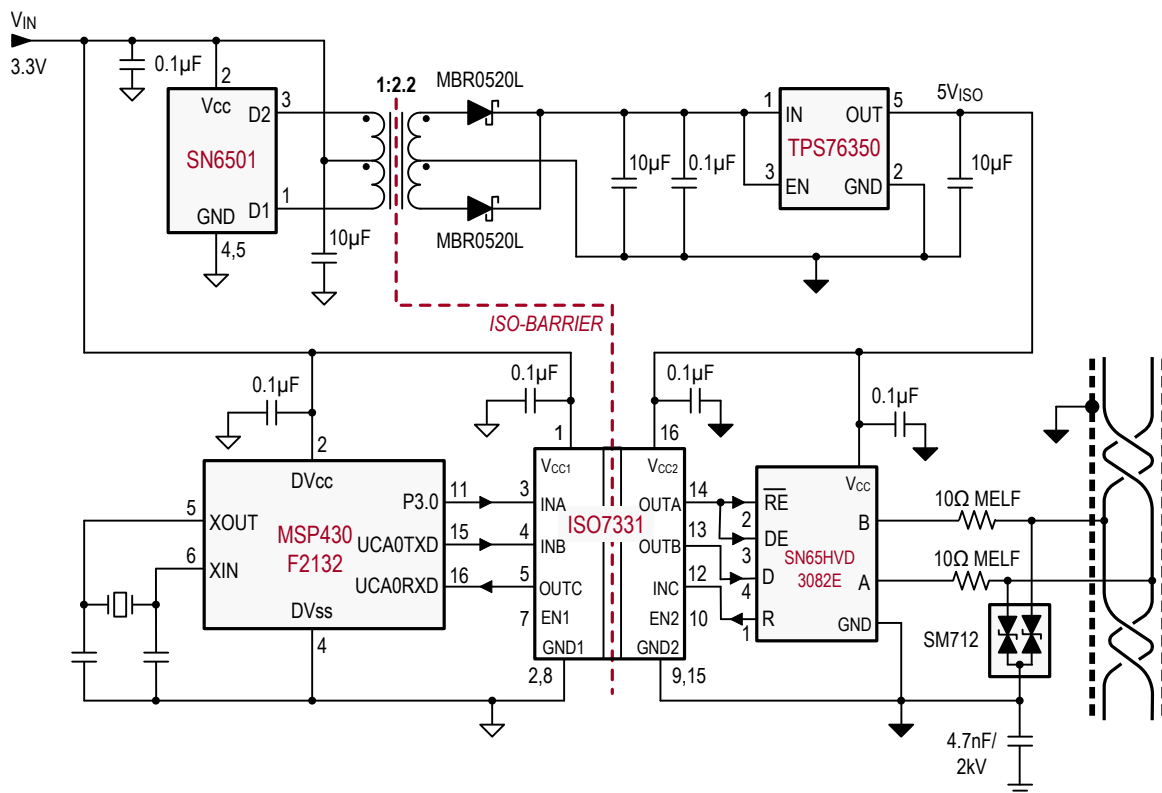 VIN
3.3V
0.1µF
2
Vcc
D2
3
SN6501
D1
1
GND
4,5
10µF
1:2.2
MBR0520L
MBR0520L
10µF
0.1µF
1
IN
OUT
5
5VISO
TPS76350
3
EN
GND
2
10µF
ISO-BARRIER
0.1µF
2
DVcc
P3.0
11
5
XOUT
MSP430
F2132
UCA0TXD
15
6
XIN
UCA0RXD
16
DVss
4
0.1µF
1
VCC1
3
INA
4
INB
5
OUTC
7
EN1
GND1
2,8
ISO7331
0.1µF
16
VCC2
OUTA
14
OUTB
13
INC
12
EN2
10
GND2
9,15
0.1µF
VCC
RE
2
DE
3
D
4
R
1
SN65HVD
3082E
B
A
GND
10Ω MELF
10Ω MELF
SM712
4.7nF/
2kV